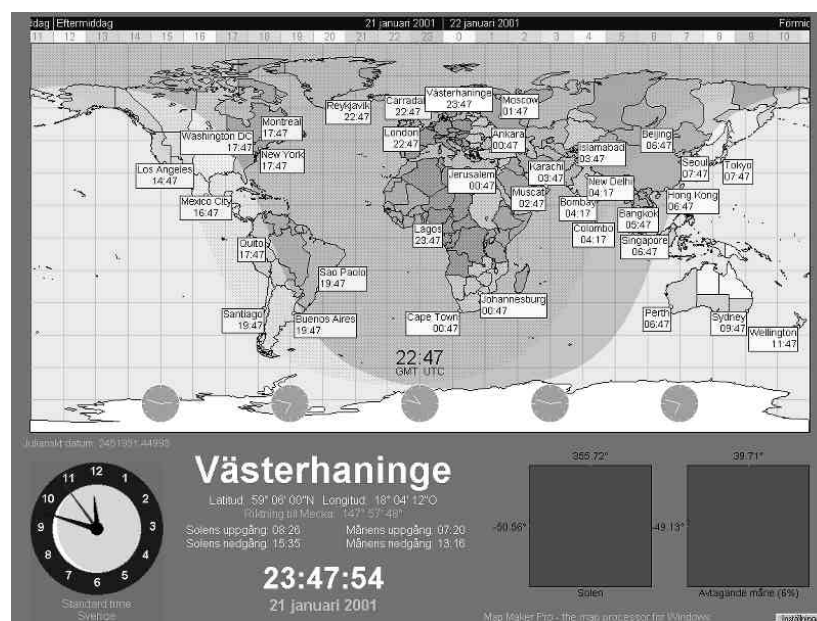 dag Eftermiddag 21 januari 2001 22 januari 2001 Förmid
11 12 13 14 15 16 17 18 19 20 21 22 23 0 1 2 3 4 5 6 7 8 9 10
Reykjavik
22:47
Carradal
22:47
Västerhaninge
23:47
Moscow
01:47
Montreal
17:47
Washington DC
17:47
New York
17:47
London
22:47
Ankara
00:47
Islamabad
03:47
Beijing
06:47
Los Angeles
14:47
Jerusalem
00:47
Karachi
03:47
Seoul
07:47
Tokyo
07:47
Mexico City
16:47
Muscat
02:47
New Delhi
04:17
Bombay
04:17
Hong Kong
06:47
Bangkok
05:47
Lagos
23:47
Colombo
04:17
Singapore
06:47
Quito
17:47
Sao Paolo
19:47
Johannesburg
00:47
Santiago
19:47
Buenos Aires
19:47
Cape Town
00:47
Perth
06:47
Sydney
09:47
Wellington
11:47
22:47
GMT UTC
Julianskt datum: 2451931.44993
12
1
2
3
4
5
6
7
8
9
10
11
Standard time
Sverige
Västerhaninge
Latitud: 59° 06' 00"N Longitud: 18° 04' 12"O
Riktning till Mecka: 147° 57' 48"
Solens uppgång: 08:26 Månens uppgång: 07:20
Solens nedgång: 15:35 Månens nedgång: 13:16
23:47:54
21 januari 2001
355.72° 39.71°
-50.56° -49.13°
Solen Avtagande måne (6%)
Map Maker Pro - the map processor for Windows